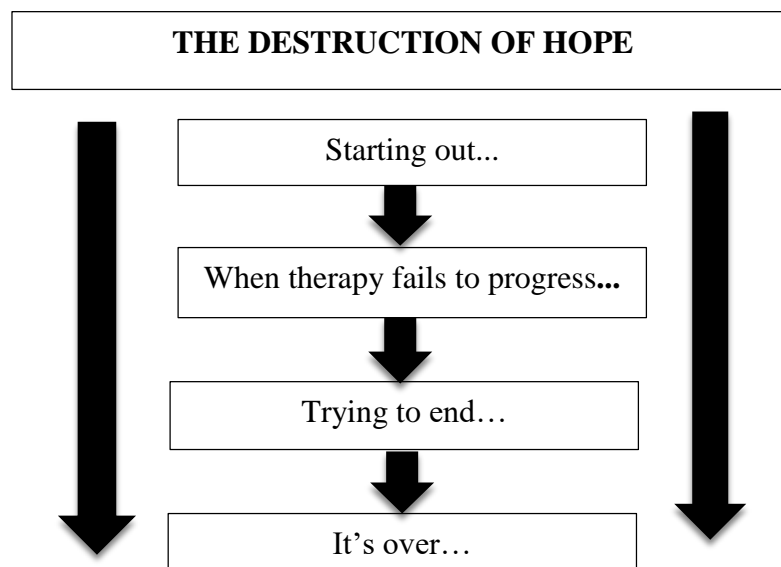 THE DESTRUCTION OF HOPE
Starting out...
When therapy fails to progress...
Trying to end…
It’s over…